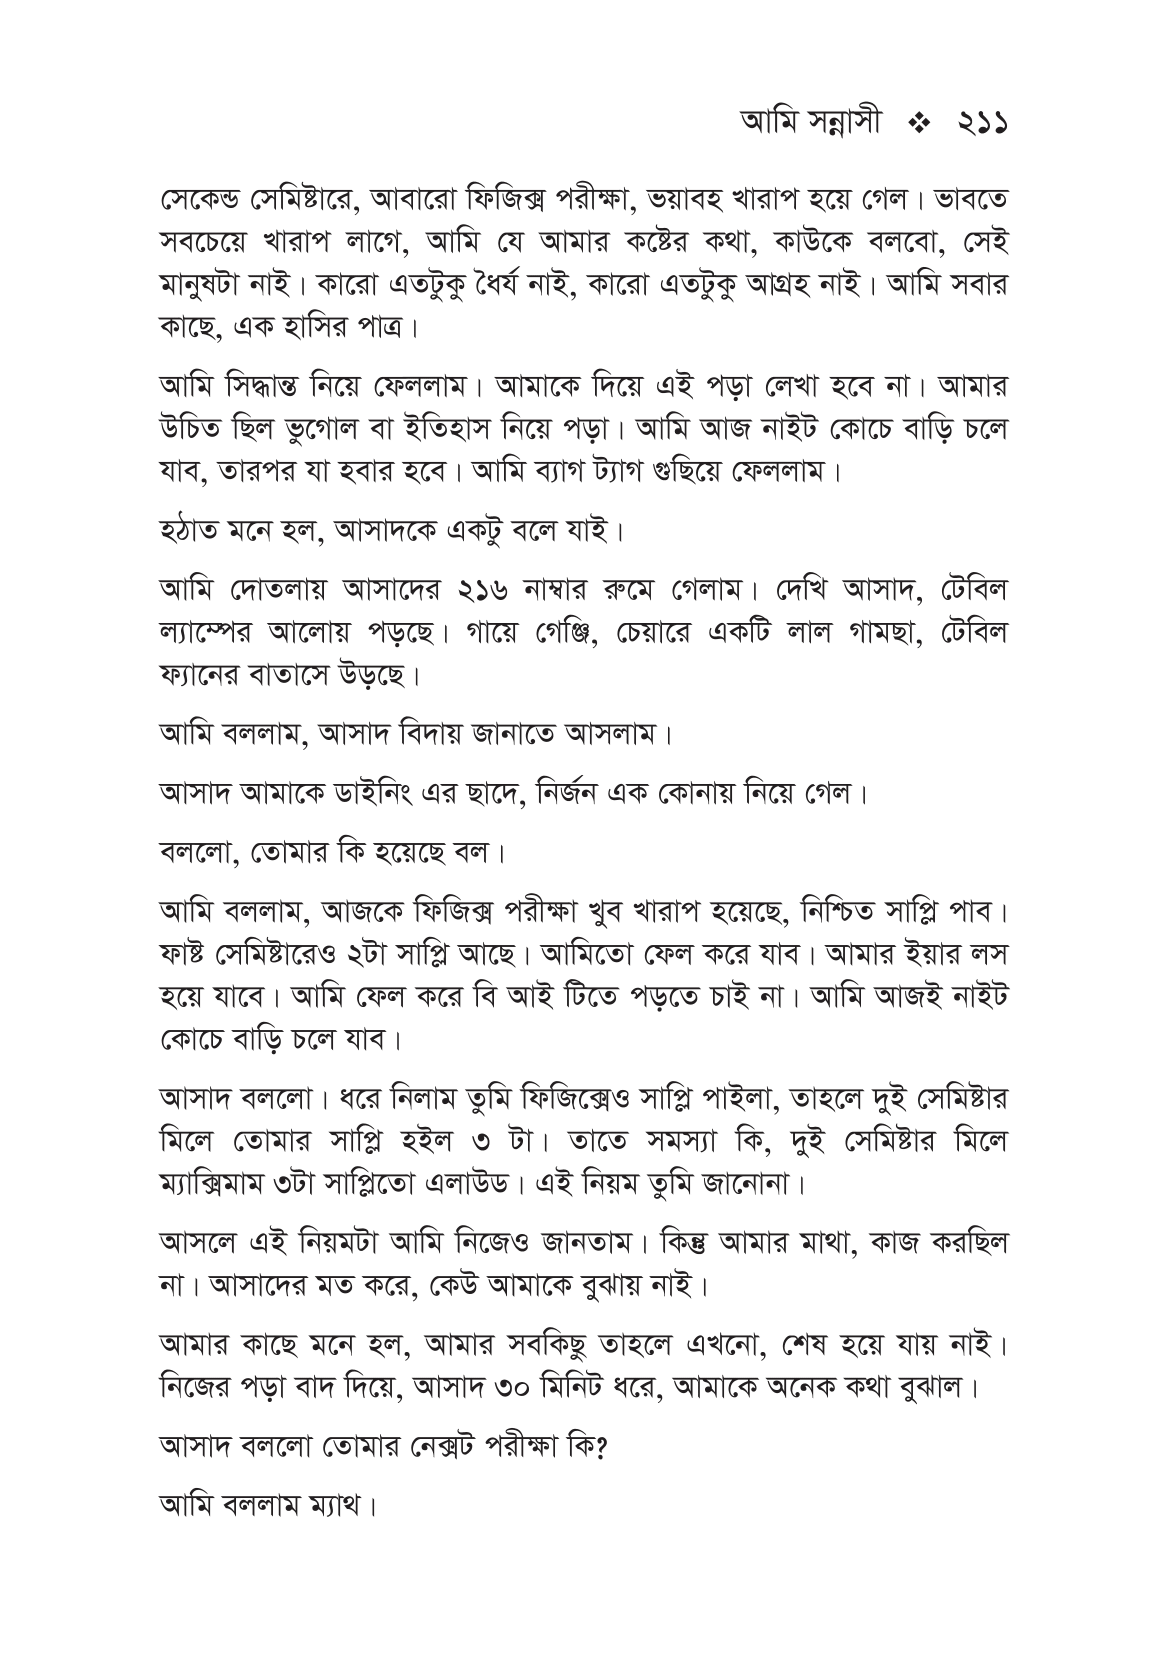 আমি সন্নাসী ❖ ২১১
সেকেন্ড সেমিষ্টারে, আবারো ফিজিক্স পরীক্ষা, ভয়াবহ খারাপ হয়ে গেল। ভাবতে
সবচেয়ে খারাপ লাগে, আমি যে আমার কষ্টের কথা, কাউকে বলবো, সেই
মানুষটা নাই। কারো এতটুকু ধৈর্য নাই, কারো এতটুকু আগ্রহ নাই। আমি সবার
কাছে, এক হাসির পাত্র।
আমি সিদ্ধান্ত নিয়ে ফেললাম। আমাকে দিয়ে এই পড়া লেখা হবে না। আমার
উচিত ছিল ভুগোল বা ইতিহাস নিয়ে পড়া। আমি আজ নাইট কোচে বাড়ি চলে
যাব, তারপর যা হবার হবে। আমি ব্যাগ ট্যাগ গুছিয়ে ফেললাম।
হঠাত মনে হল, আসাদকে একটু বলে যাই।
আমি দোতলায় আসাদের ২১৬ নাম্বার রুমে গেলাম। দেখি আসাদ, টেবিল
ল্যাম্পের আলোয় পড়ছে। গায়ে গেঞ্জি, চেয়ারে একটি লাল গামছা, টেবিল
ফ্যানের বাতাসে উড়ছে।
আমি বললাম, আসাদ বিদায় জানাতে আসলাম।
আসাদ আমাকে ডাইনিং এর ছাদে, নির্জন এক কোনায় নিয়ে গেল।
বললো, তোমার কি হয়েছে বল।
আমি বললাম, আজকে ফিজিক্স পরীক্ষা খুব খারাপ হয়েছে, নিশ্চিত সাপ্লি পাব।
ফাষ্ট সেমিষ্টারেও ২টা সাপ্লি আছে। আমিতো ফেল করে যাব। আমার ইয়ার লস
হয়ে যাবে। আমি ফেল করে বি আই টিতে পড়তে চাই না। আমি আজই নাইট
কোচে বাড়ি চলে যাব।
আসাদ বললো। ধরে নিলাম তুমি ফিজিক্সেও সাপ্লি পাইলা, তাহলে দুই সেমিষ্টার
মিলে তোমার সাপ্লি হইল ৩ টা। তাতে সমস্যা কি, দুই সেমিষ্টার মিলে
ম্যাক্সিমাম ৩টা সাপ্লিতো এলাউড। এই নিয়ম তুমি জানোনা।
আসলে এই নিয়মটা আমি নিজেও জানতাম। কিন্তু আমার মাথা, কাজ করছিল
না। আসাদের মত করে, কেউ আমাকে বুঝায় নাই।
আমার কাছে মনে হল, আমার সবকিছু তাহলে এখনো, শেষ হয়ে যায় নাই।
নিজের পড়া বাদ দিয়ে, আসাদ ৩০ মিনিট ধরে, আমাকে অনেক কথা বুঝাল।
আসাদ বললো তোমার নেক্সট পরীক্ষা কি?
আমি বললাম ম্যাথ।